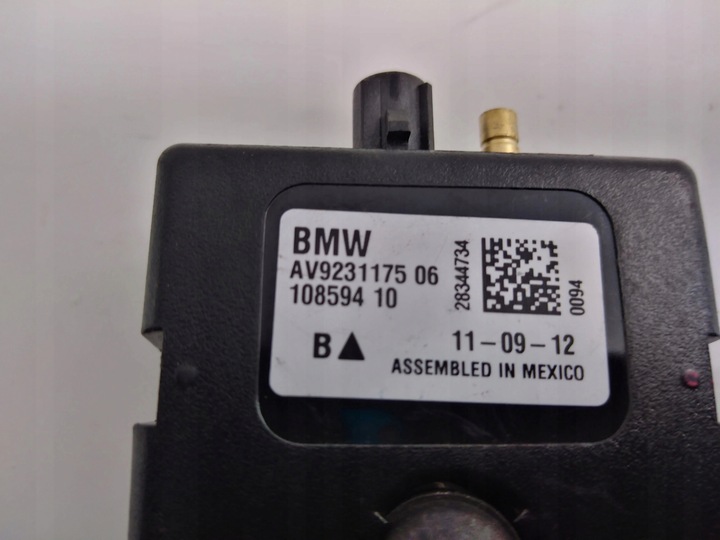 BMW
AV9231175 06
108594 10
28344734
0094
B▲
11-09-12
ASSEMBLED IN MEXICO